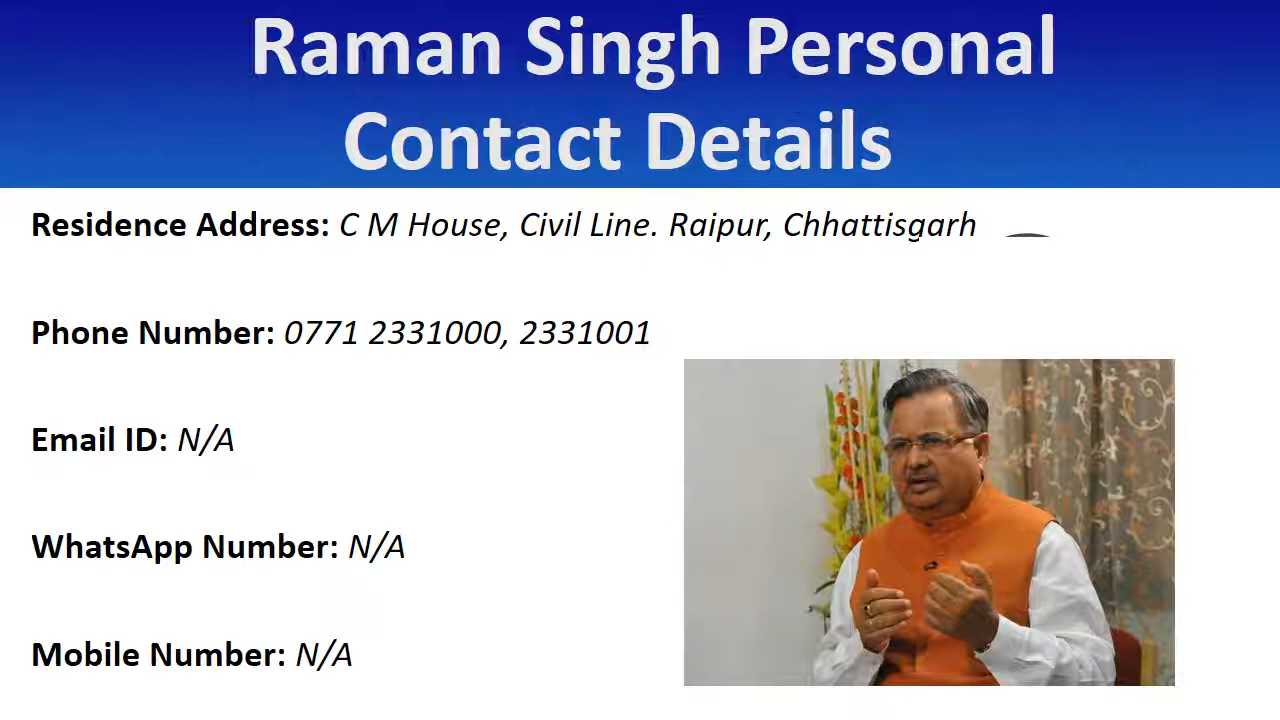 Raman Singh Personal
Contact Details
Residence Address: C M House, Civil Line. Raipur, Chhattisgarh
Phone Number: 0771 2331000, 2331001
Email ID: N/A
WhatsApp Number: N/A
Mobile Number: N/A